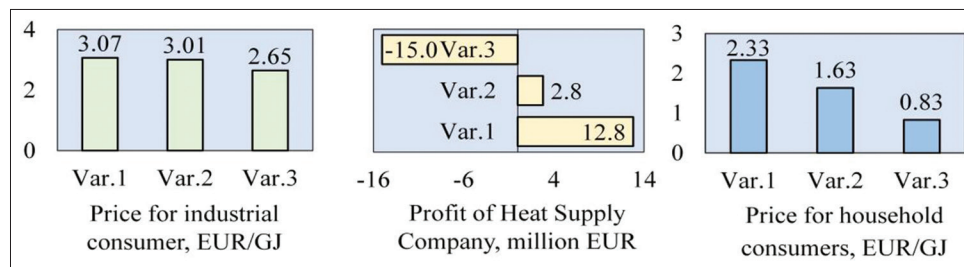 4
3.07
3.01
2.65
2
0
Var.1 Var.2 Var.3
Price for industrial
consumer, EUR/GJ
-15.0 Var.3
Var.2 2.8
Var.1 12.8
-16 -6 4 14
Profit of Heat Supply
Company, million EUR
3
2.33
2
1.63
1
0.83
0
Var.1 Var.2 Var.3
Price for household
consumers, EUR/GJ